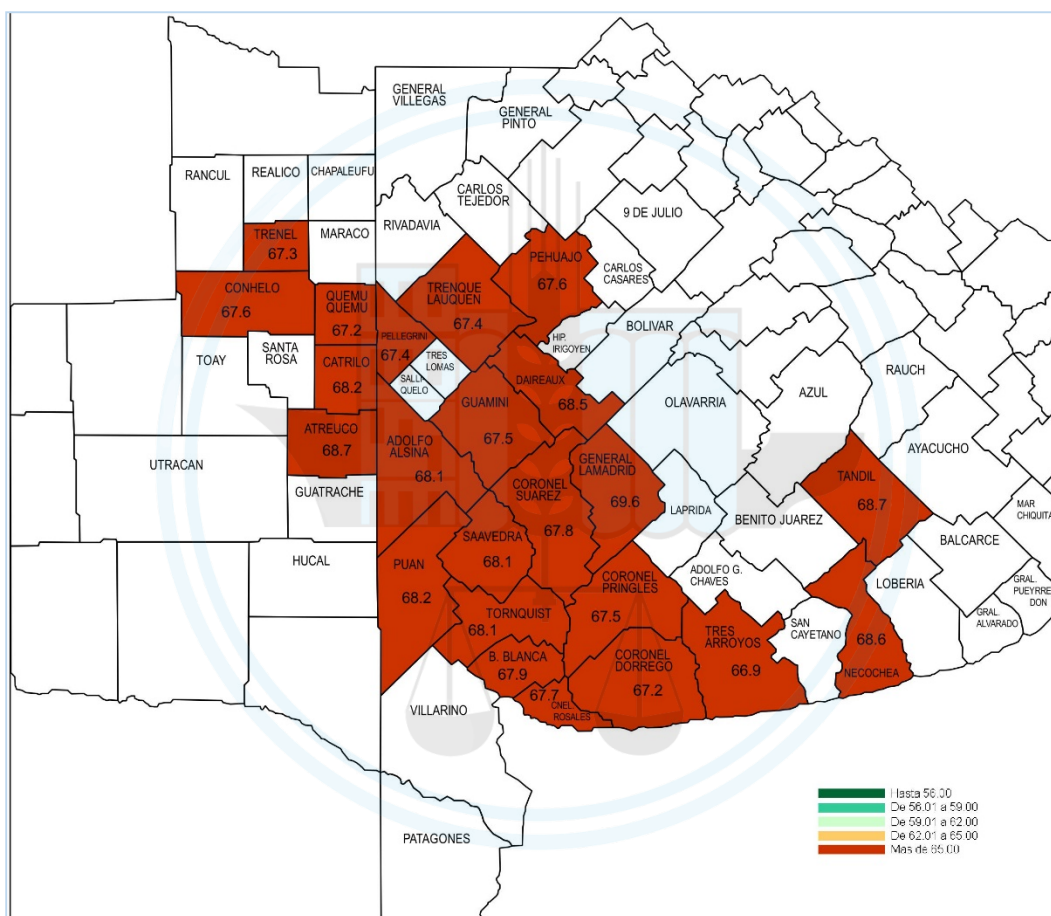 GENERAL
VILLEGAS
GENERAL
PINTO
RANCUL
REALICO
CHAPALEUFU
CARLOS
TEJEDOR
RIVADAVIA
9 DE JULIO
TRENEL
67.3
MARACO
PEHUAJO
67.6
CARLOS
CASARES
CONHELO
67.6
QUEMU
QUEMU
67.2
TRENQUE
LAUQUEN
67.4
PELLEGRINI
67.4
BOLIVAR
HIP.
IRIGOYEN
TOAY
SANTA
ROSA
CATRILO
68.2
TRES
LOMAS
SALLI
QUELO
DAIREAUX
68.5
RAUCH
AZUL
OLAVARRIA
GUAMINI
67.5
ATREUCO
68.7
ADOLFO
ALSINA
68.1
GENERAL
LAMADRID
69.6
AYACUCHO
UTRACAN
TANDIL
68.7
GUATRACHE
CORONEL
SUAREZ
67.8
LAPRIDA
BENITO JUAREZ
MAR
CHIQUITA
SAAVEDRA
68.1
BALCARCE
HUCAL
PUAN
68.2
CORONEL
PRINGLES
67.5
ADOLFO G.
CHAVES
LOBERIA
GRAL.
PUEYRRE
DON
TORNQUIST
68.1
GRAL.
ALVARADO
SAN
CAYETANO
TRES
ARROYOS
66.9
68.6
NECOCHEA
B. BLANCA
67.9
CORONEL
DORREGO
67.2
67.7
CNEL.
ROSALES
VILLARINO
PATAGONES
Hasta 56.00
De 56.01 a 59.00
De 59.01 a 62.00
De 62.01 a 65.00
Mas de 65.00